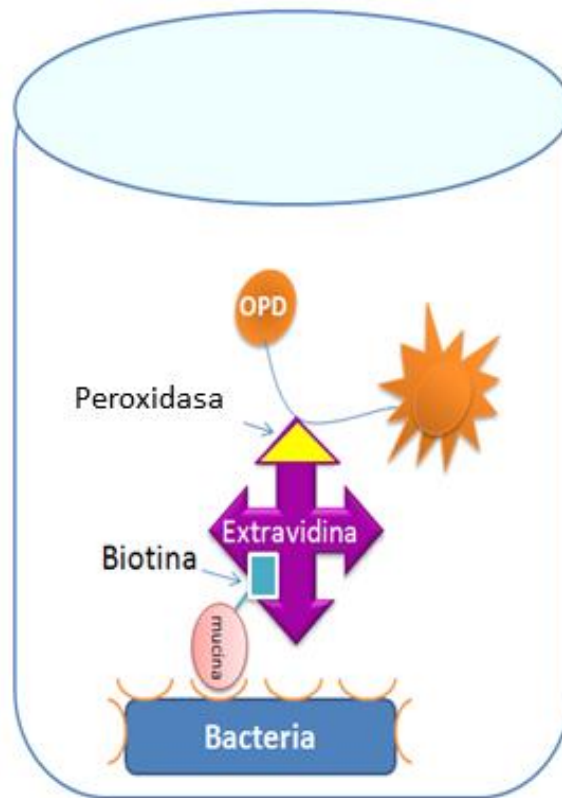 OPD
Peroxidasa
Extravidina
Biotina
mucina
Bacteria